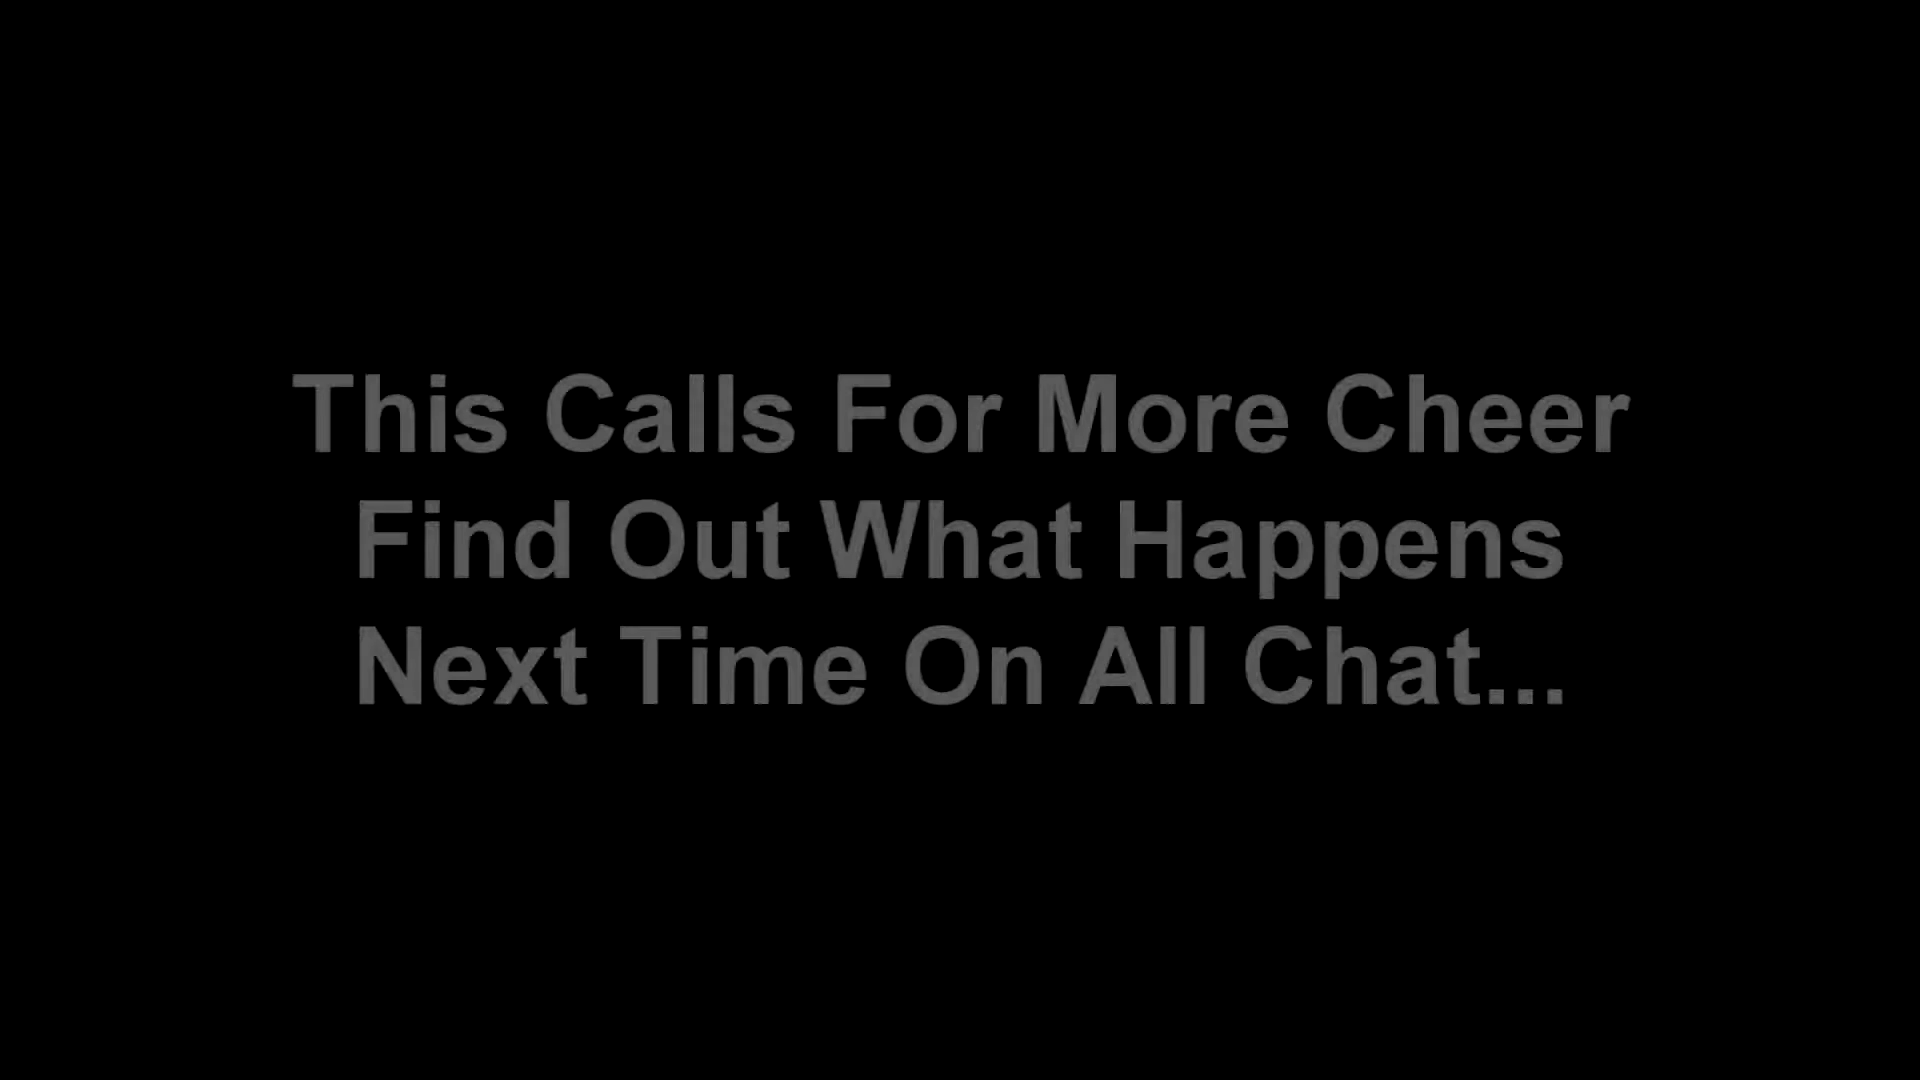 This Calls For More Cheer
Find Out What Happens
Next Time On All Chat...